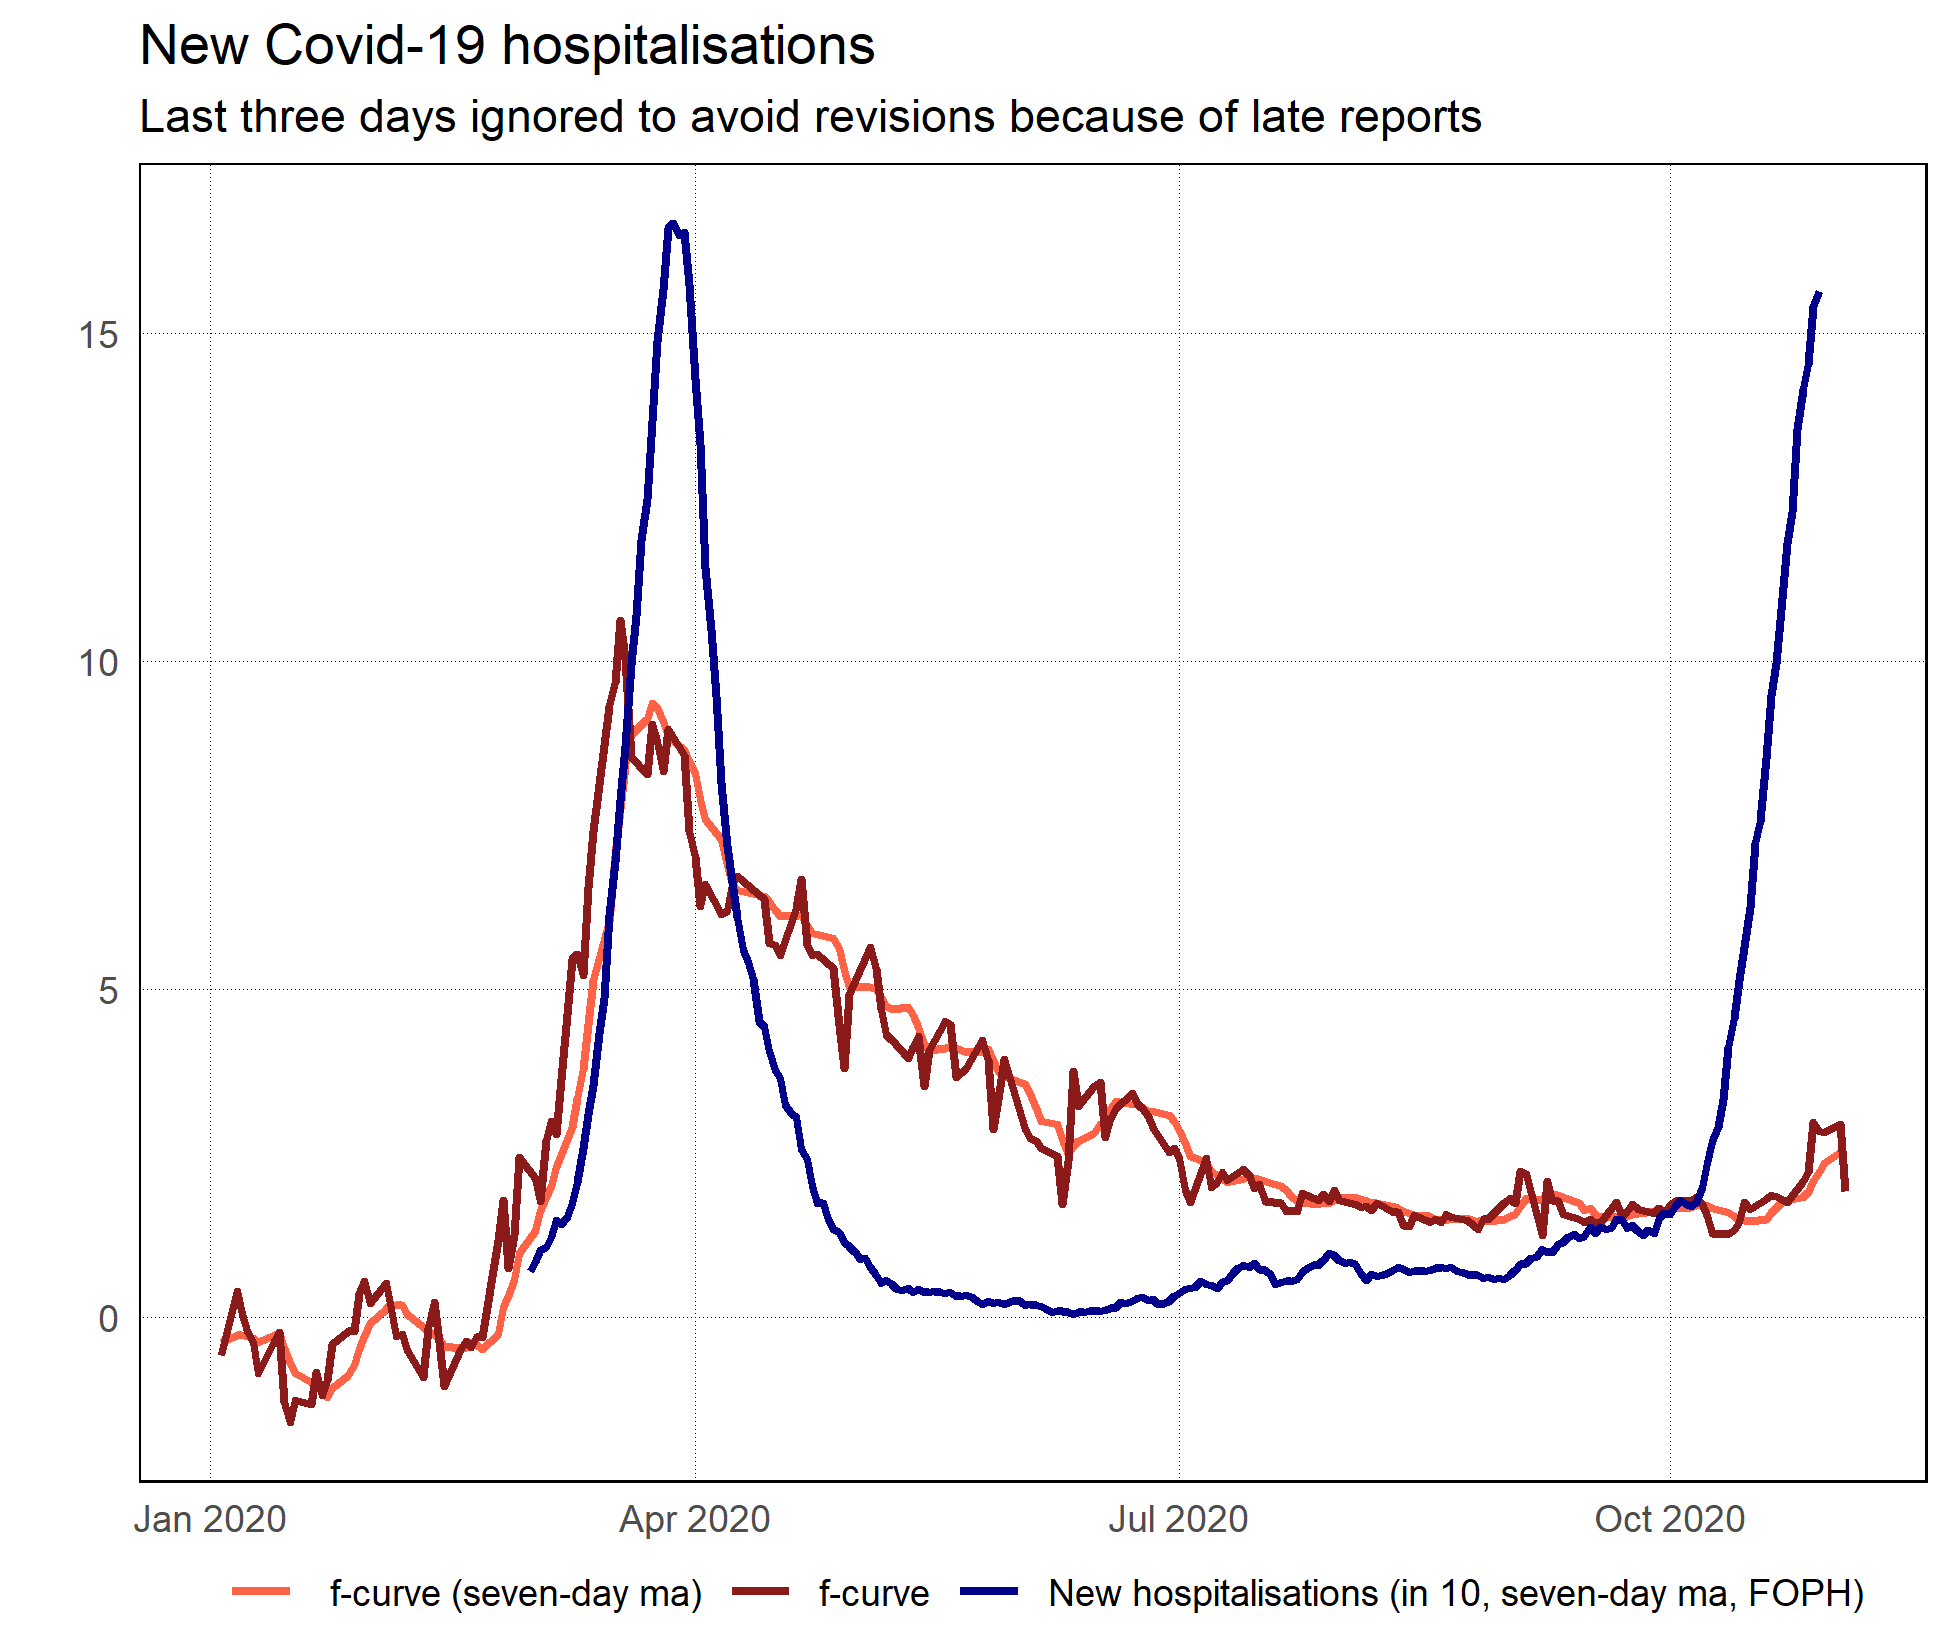 New Covid-19 hospitalisations
Last three days ignored to avoid revisions because of late reports
15
10
5
0
Jan 2020 Apr 2020 Jul 2020 Oct 2020
f-curve (seven-day ma) f-curve New hospitalisations (in 10, seven-day ma, FOPH)